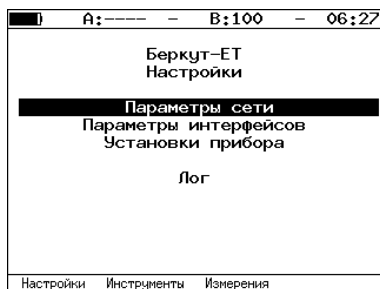 A:---- - B:100 - 06:27
Беркут-ЕТ
Настройки
Параметры сети
Параметры интерфейсов
Установки прибора
Лог
Настройки Инструменты Измерения